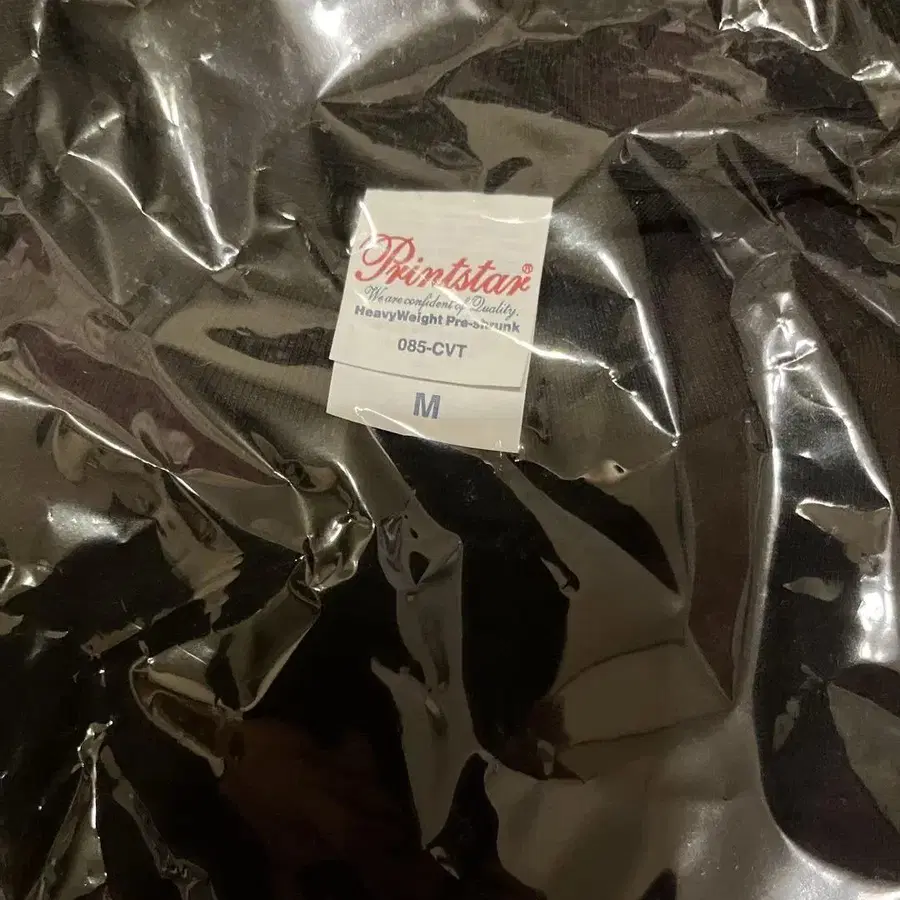 Printstar®
We are confident of Quality.
HeavyWeight Pre-shrunk
085-CVT
M